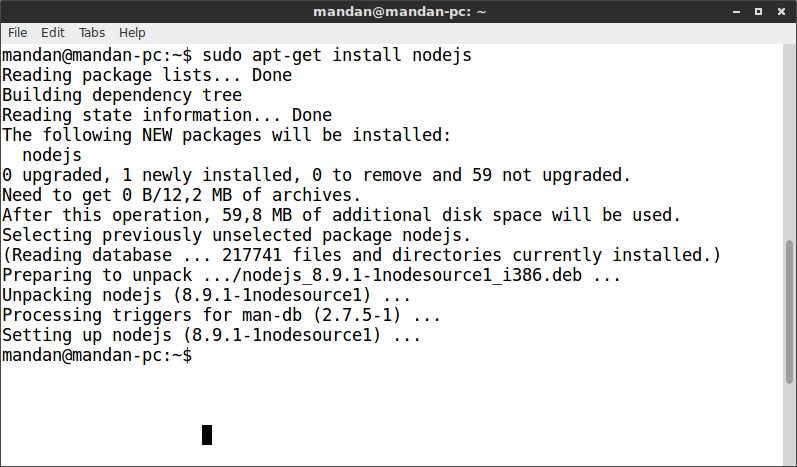 mandan@mandan-pc: ~
File Edit Tabs Help
mandan@mandan-pc:~$ sudo apt-get install nodejs
Reading package lists... Done
Building dependency tree
Reading state information... Done
The following NEW packages will be installed:
  nodejs
0 upgraded, 1 newly installed, 0 to remove and 59 not upgraded.
Need to get 0 B/12,2 MB of archives.
After this operation, 59,8 MB of additional disk space will be used.
Selecting previously unselected package nodejs.
(Reading database ... 217741 files and directories currently installed.)
Preparing to unpack .../nodejs_8.9.1-1nodesource1_i386.deb ...
Unpacking nodejs (8.9.1-1nodesource1) ...
Processing triggers for man-db (2.7.5-1) ...
Setting up nodejs (8.9.1-1nodesource1) ...
mandan@mandan-pc:~$